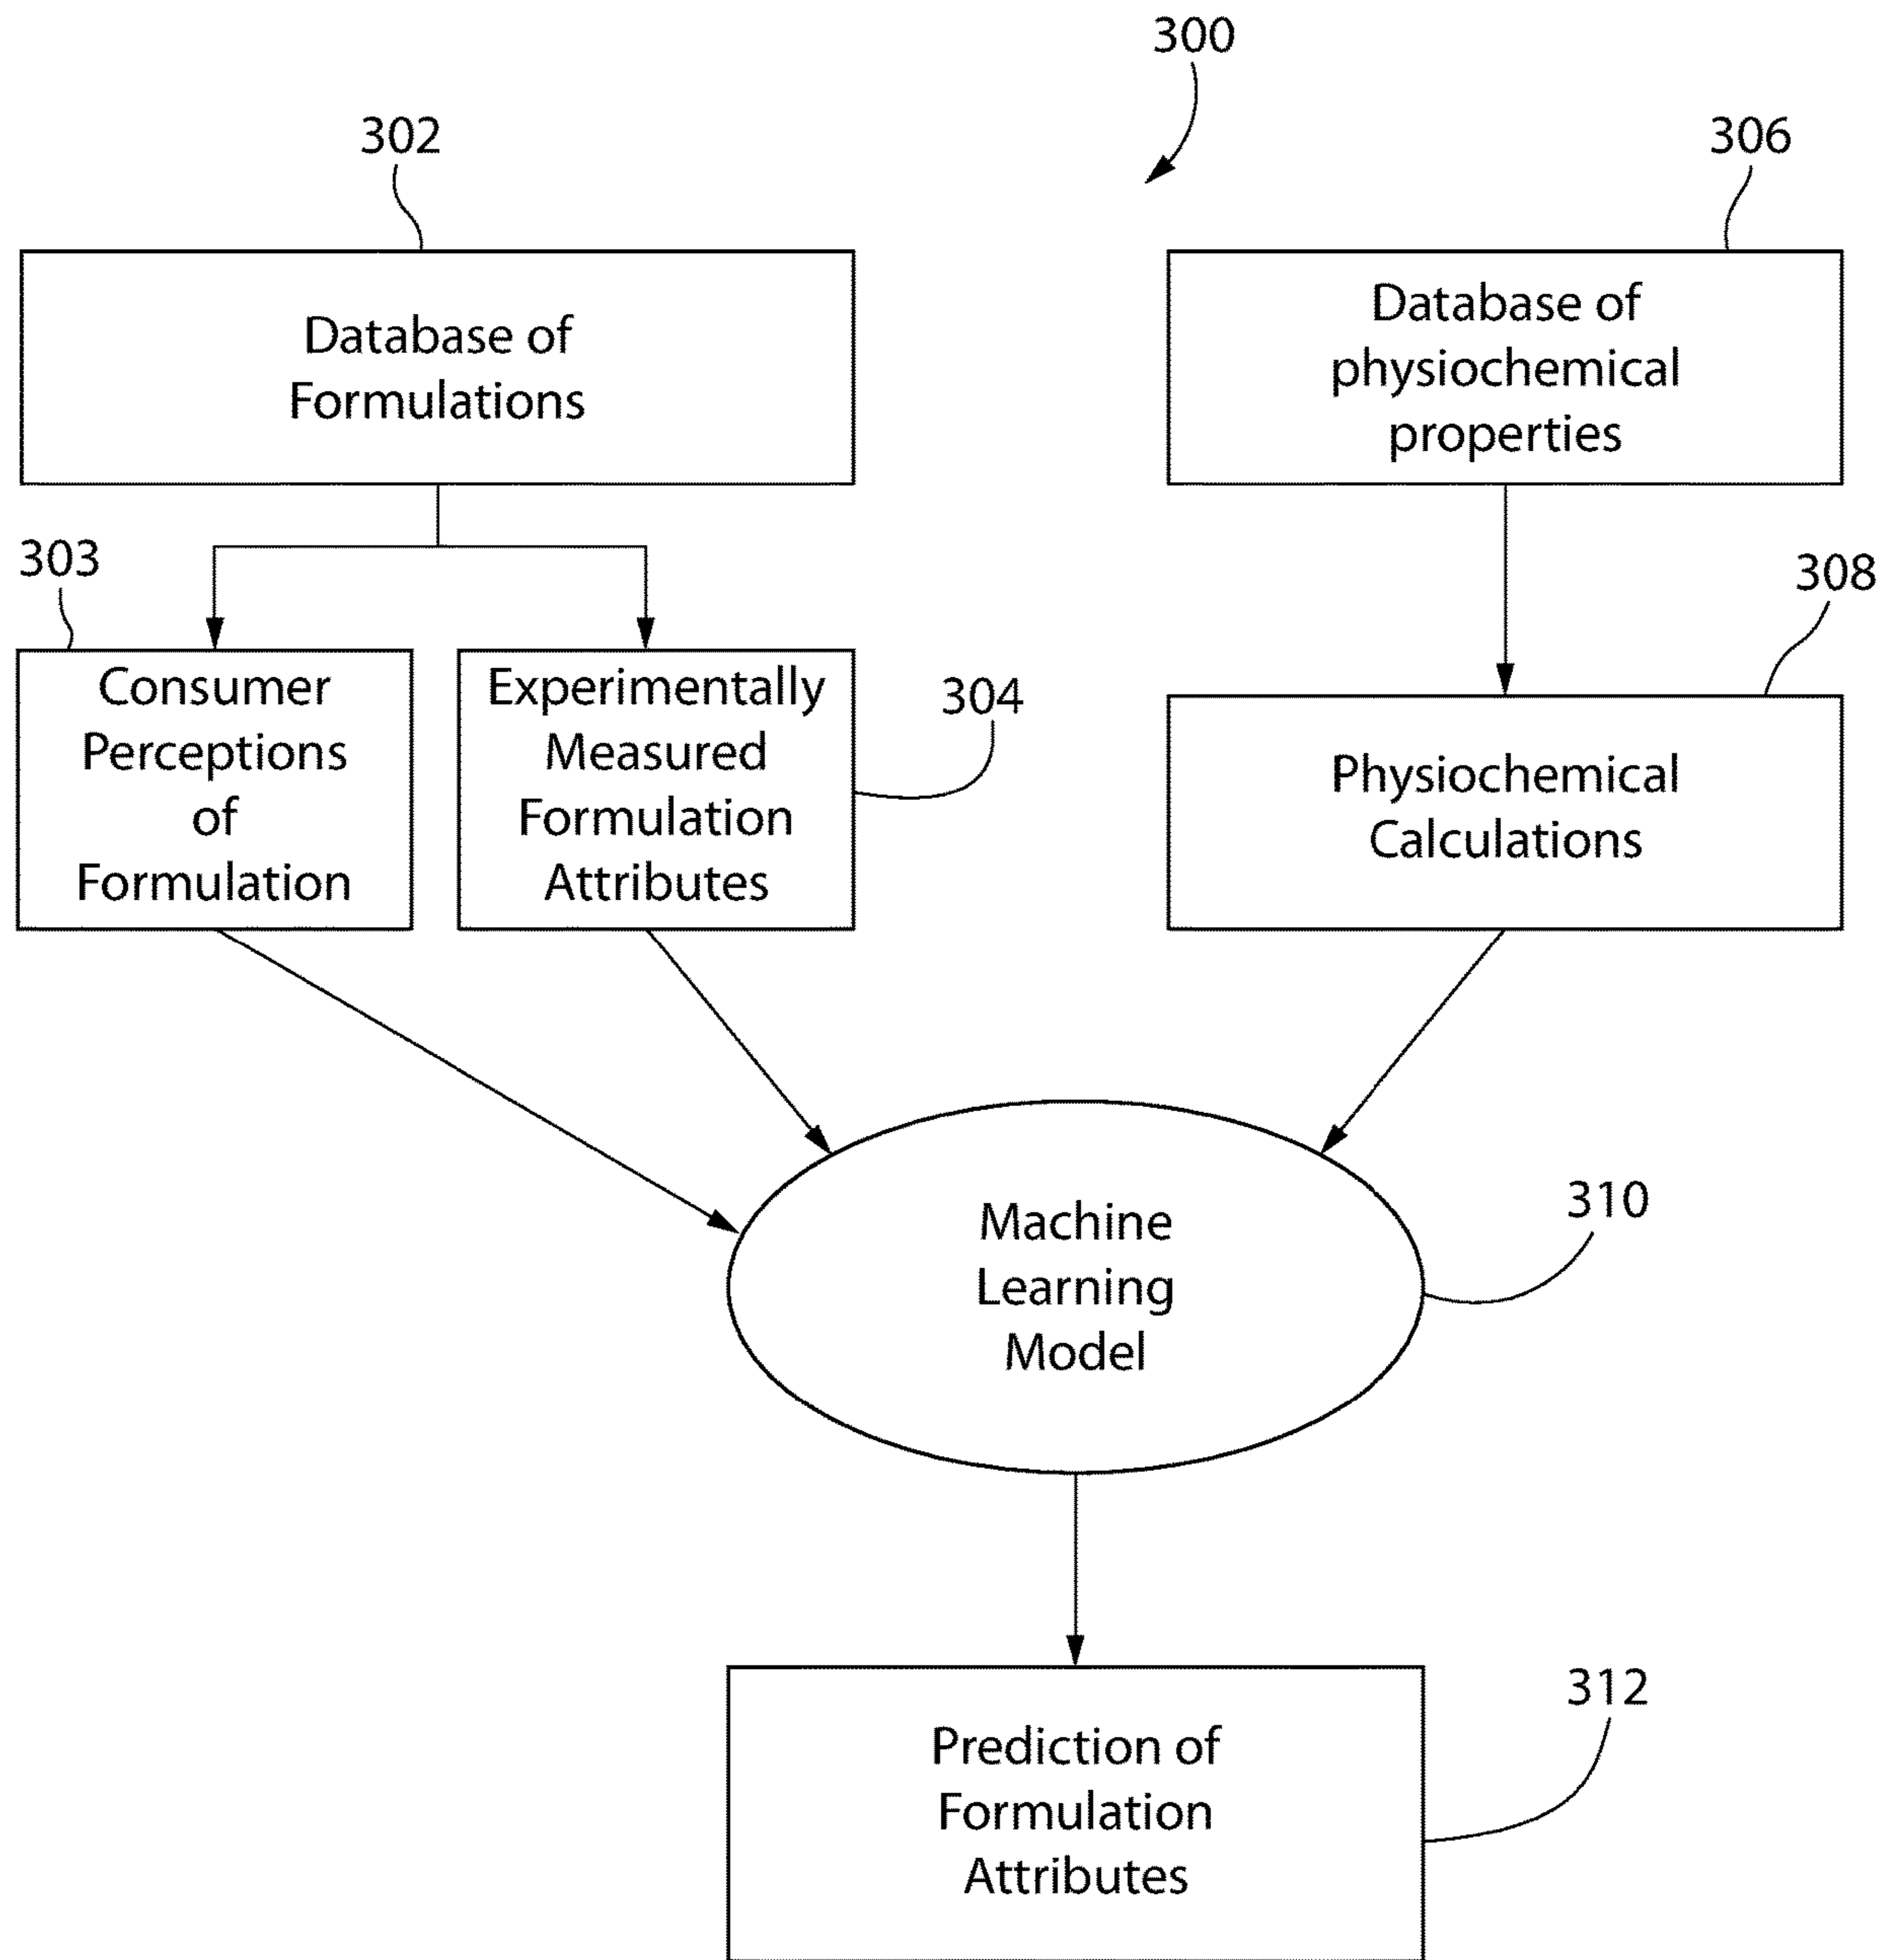 300
302
306
Database of
Formulations
Database of
physiochemical
properties
303
308
Consumer
Perceptions
of
Formulation
Experimentally
Measured
Formulation
Attributes
304
Physiochemical
Calculations
Machine
Learning
Model
310
312
Prediction of
Formulation
Attributes